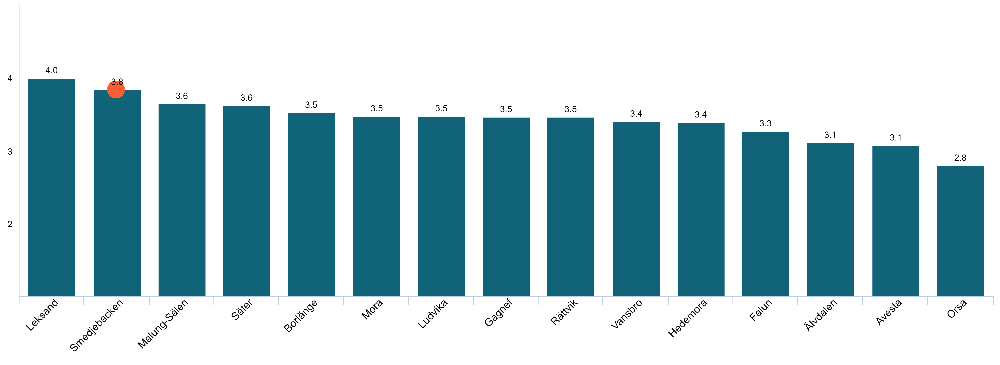 4.0
3.8
3.6
3.6
3.5
3.5
3.5
3.5
3.5
3.4
3.4
3.3
3.1
3.1
2.8
4
3
2
Leksand
Smedjebacken
Malung-Sälen
Säter
Borlänge
Mora
Ludvika
Gagnef
Rättvik
Vansbro
Hedemora
Falun
Älvdalen
Avesta
Orsa